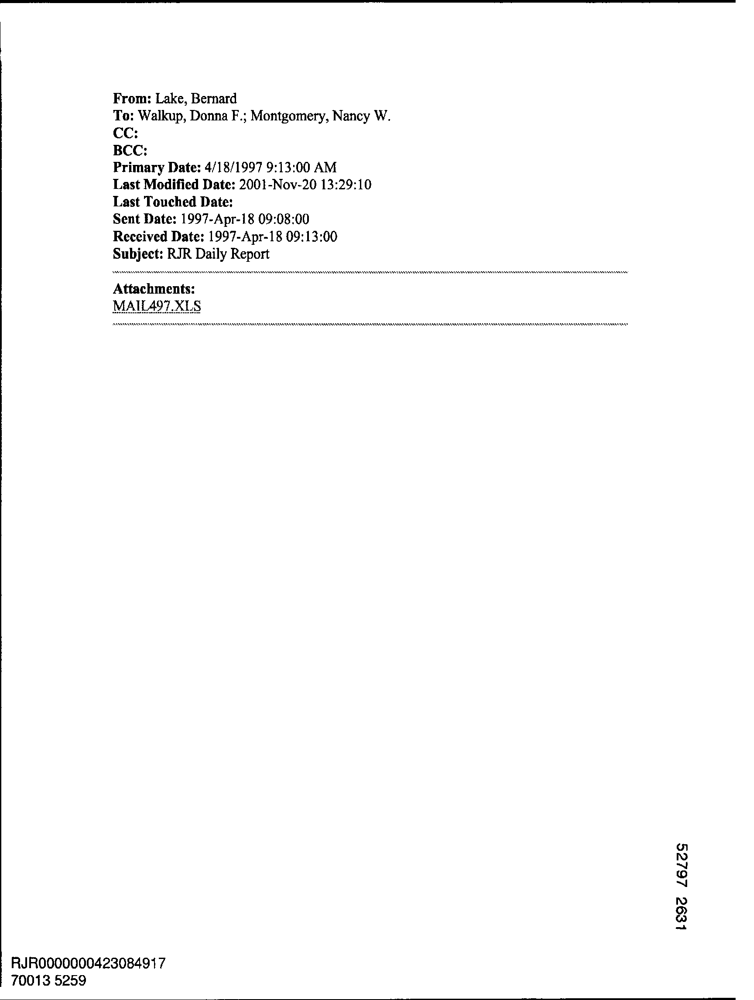 From: Lake, Bernard
To: Walkup, Donna F.; Montgomery, Nancy W.
CC:
BCC:
Primary Date: 4/18/1997 9:13:00 AM
Last Modified Date: 2001-Nov-20 13:29:10
Last Touched Date:
Sent Date: 1997-Apr-18 09:08:00
Received Date: 1997-Apr-18 09:13:00
Subject: RJR Daily Report
Attachments:
MAIL497.XLS
52797 2631
RJR0000000423084917
70013 5259